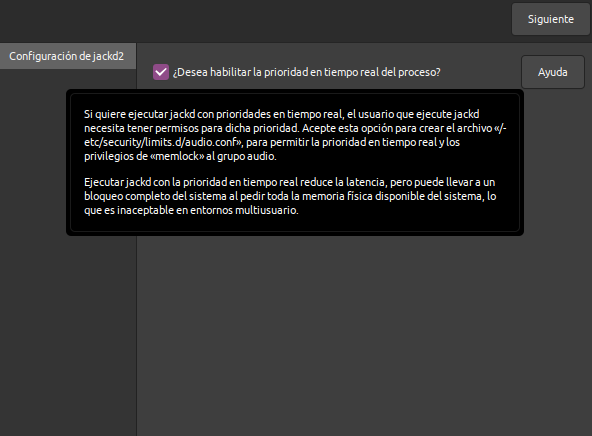 Siguiente
Configuración de jackd2
¿Desea habilitar la prioridad en tiempo real del proceso?
Ayuda
Si quiere ejecutar jackd con prioridades en tiempo real, el usuario que ejecute jackd
necesita tener permisos para dicha prioridad. Acepte esta opción para crear el archivo «/-
etc/security/limits.d/audio.conf», para permitir la prioridad en tiempo real y los
privilegios de «memlock» al grupo audio.
Ejecutar jackd con la prioridad en tiempo real reduce la latencia, pero puede llevar a un
bloqueo completo del sistema al pedir toda la memoria física disponible del sistema, lo
que es inaceptable en entornos multiusuario.